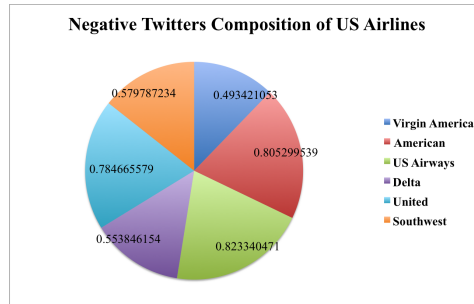 Negative Twitters Composition of US Airlines
0.579787234
0.493421053
0.784665579
0.805299539
0.553846154
0.823340471
Virgin America
American
US Airways
Delta
United
Southwest